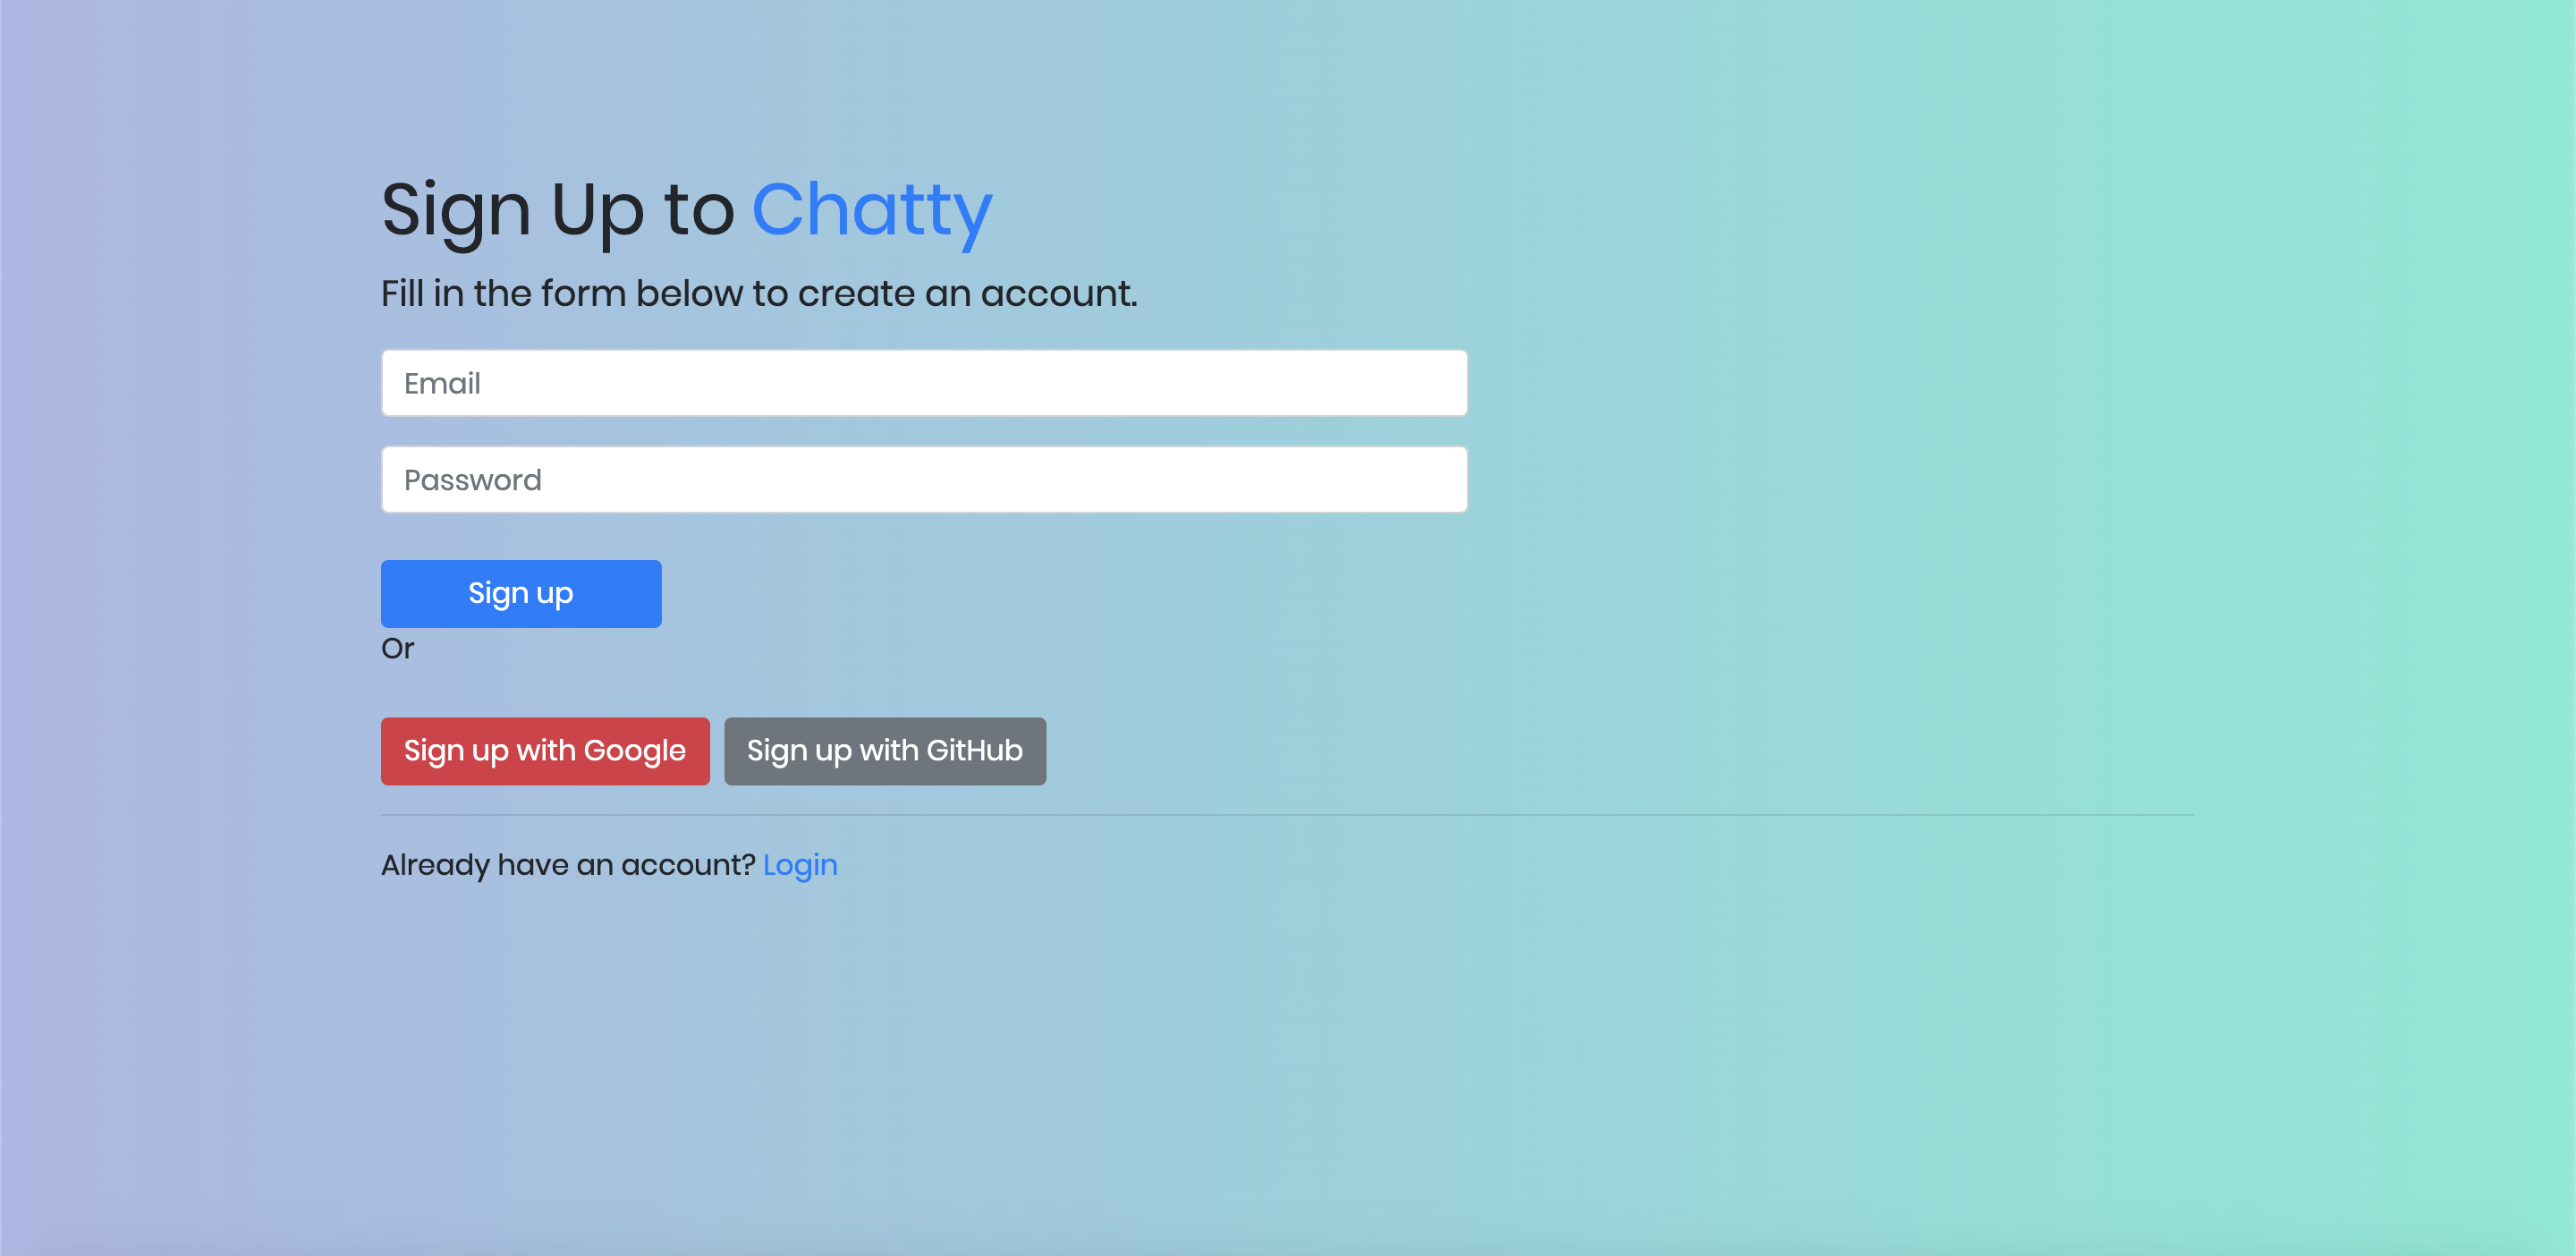 Sign Up to Chatty
Fill in the form below to create an account.
Email
Password
Sign up
Or
Sign up with Google Sign up with GitHub
Already have an account? Login